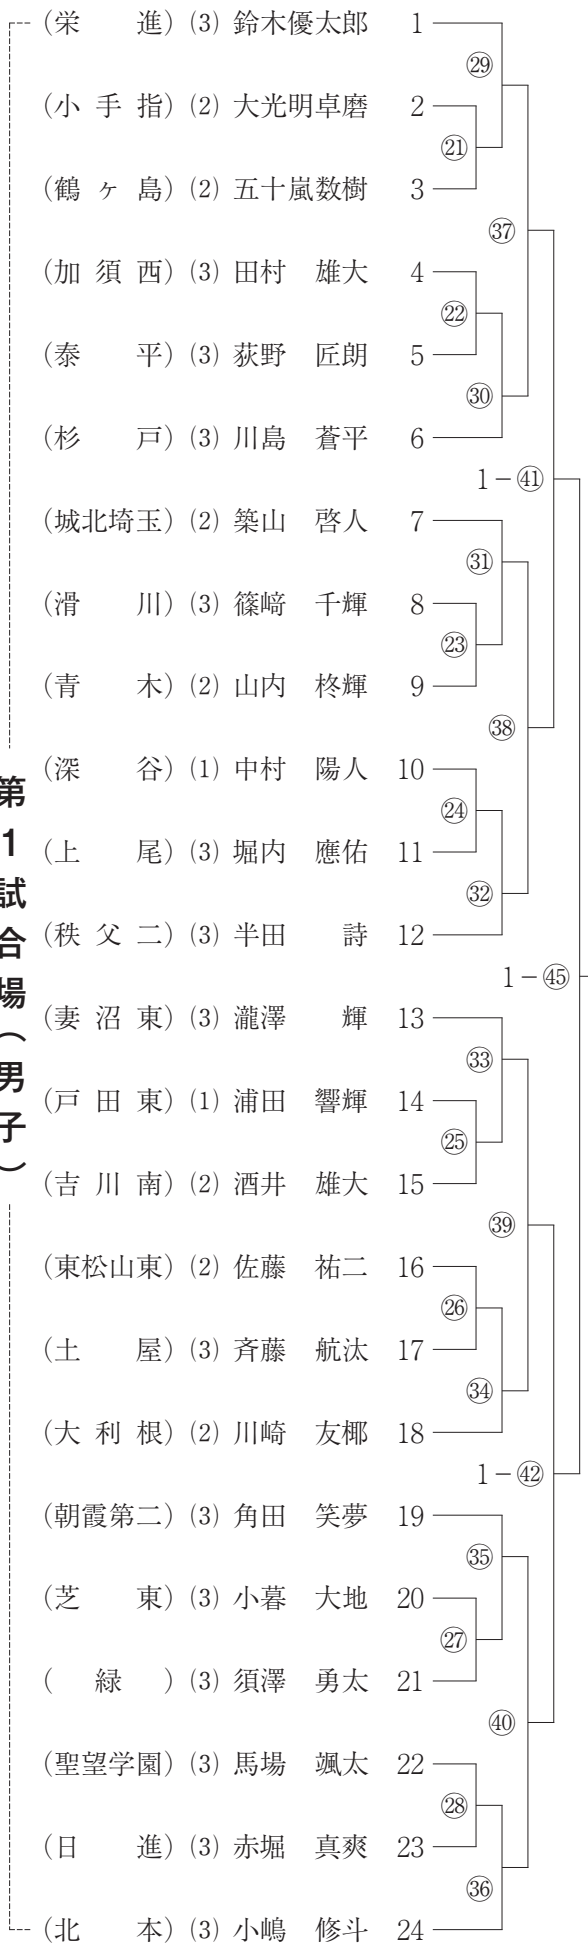 第1試合場（男子）
（栄進）(3) 鈴木優太郎 1
㉙
（小手指）(2) 大光明卓磨 2
㉑
（鶴ヶ島）(2) 五十嵐数樹 3
㊲
（加須西）(3) 田村 雄大 4
㉒
（泰平）(3) 荻野 匠朗 5
㉚
（杉戸）(3) 川島 蒼平 6
1－㊶
（城北埼玉）(2) 築山 啓人 7
㉛
（滑川）(3) 篠﨑 千輝 8
㉓
（青木）(2) 山内 柊輝 9
㊳
（深谷）(1) 中村 陽人 10
㉔
（上尾）(3) 堀内 應佑 11
㉜
（秩父二）(3) 半田 詩 12
1－㊺
（妻沼東）(3) 瀧澤 輝 13
㉝
（戸田東）(1) 浦田 響輝 14
㉕
（吉川南）(2) 酒井 雄大 15
㊴
（東松山東）(2) 佐藤 祐二 16
㉖
（土屋）(3) 斉藤 航汰 17
㉞
（大利根）(2) 川崎 友梛 18
1－㊷
（朝霞第二）(3) 角田 笑夢 19
㉟
（芝東）(3) 小暮 大地 20
㉗
（緑）(3) 須澤 勇太 21
㊵
（聖望学園）(3) 馬場 颯太 22
㉘
（日進）(3) 赤堀 真爽 23
㊱
（北本）(3) 小嶋 修斗 24